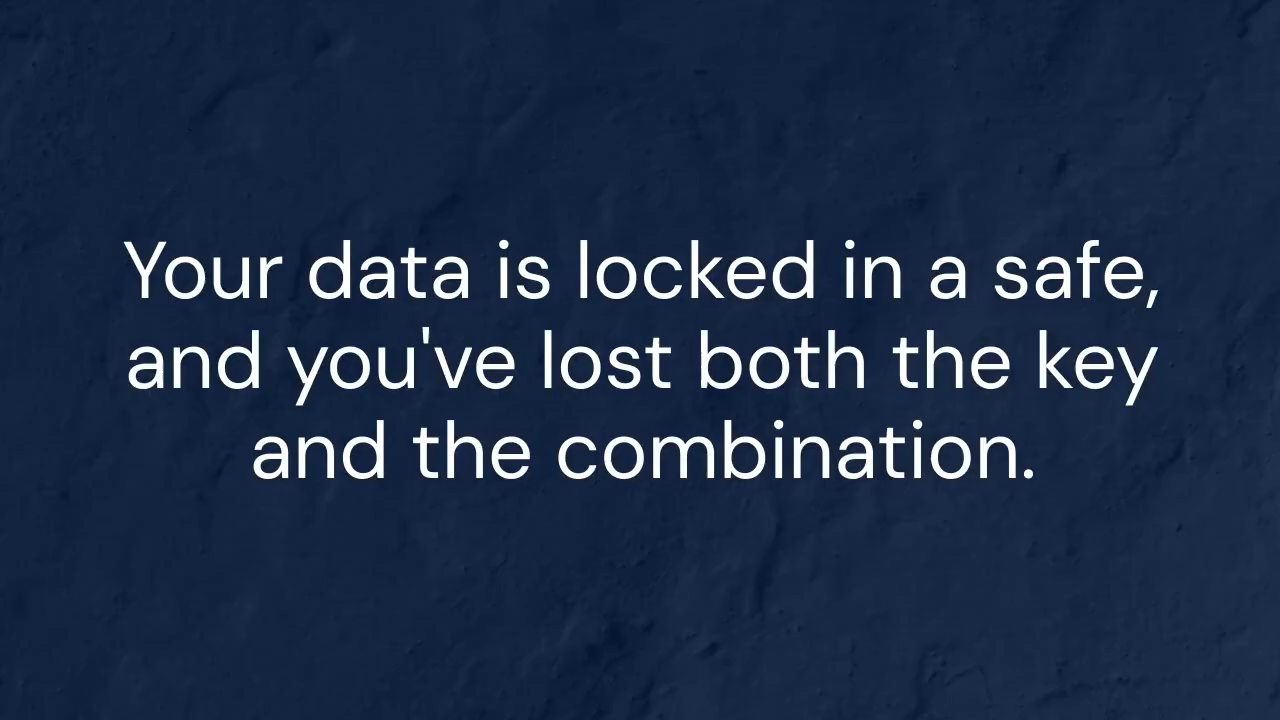 Your data is locked in a safe,
and you've lost both the key
and the combination.